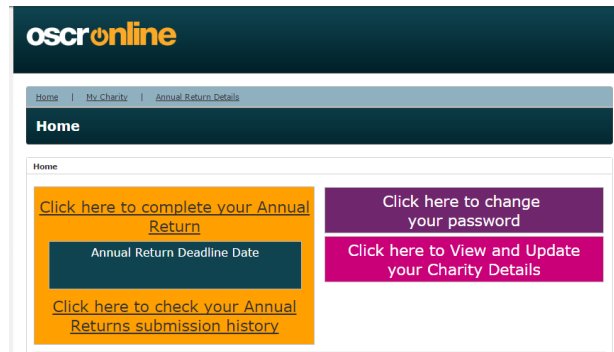 oscronline
Home | My Charity | Annual Return Details
Home
Home
Click here to complete your Annual
Return
Annual Return Deadline Date
Click here to check your Annual
Returns submission history
Click here to change
your password
Click here to View and Update
your Charity Details